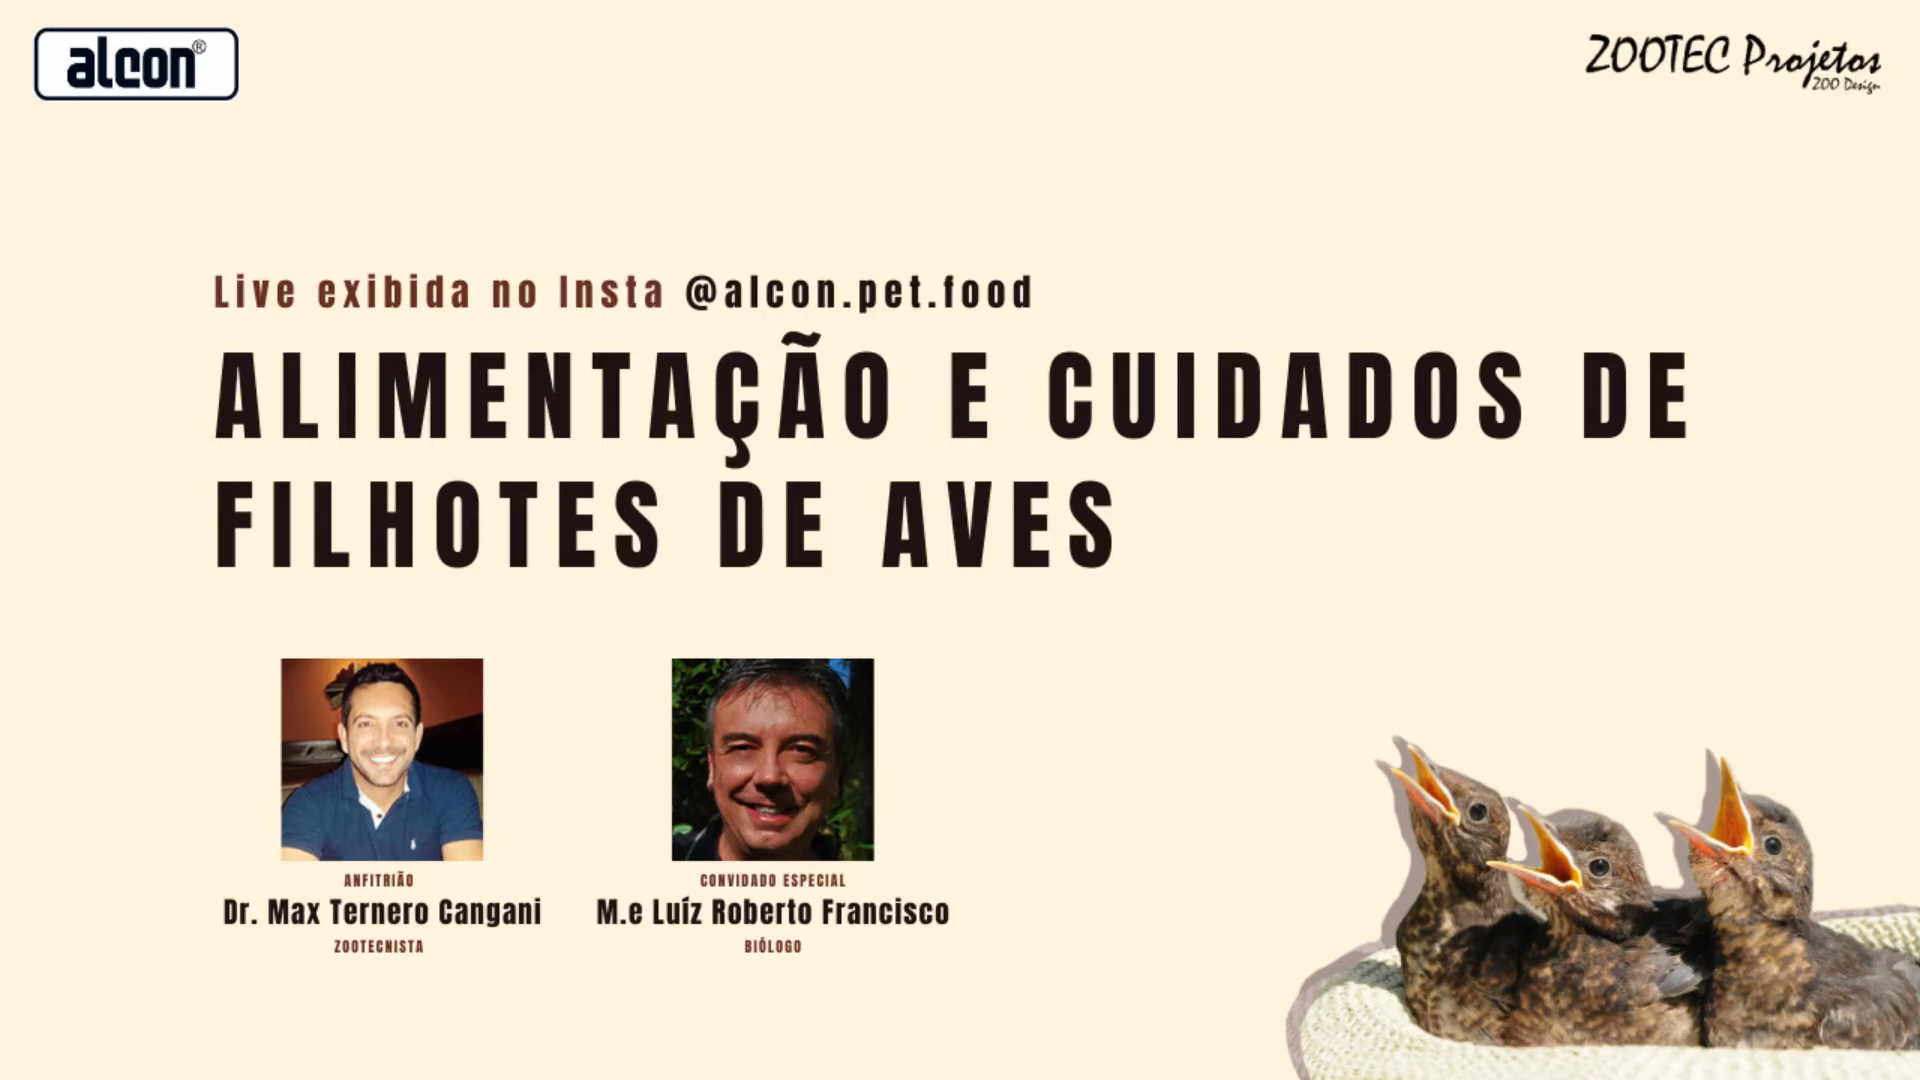 alcon®
ZOOTEC Projetos
ZOO Design
Live exibida no Insta @alcon.pet.food
ALIMENTAÇÃO E CUIDADOS DE
FILHOTES DE AVES
ANFITRIÃO
Dr. Max Ternero Cangani
ZOOTECNISTA
CONVIDADO ESPECIAL
M.e Luíz Roberto Francisco
BIÓLOGO